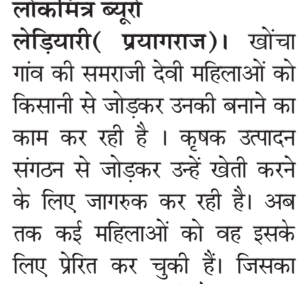 लोकमित्र ब्यूरो
लेड़ियारी( प्रयागराज)। खोंचा
गांव की समराजी देवी महिलाओं को
किसानी से जोड़कर उनकी बनाने का
काम कर रही है । कृषक उत्पादन
संगठन से जोड़कर उन्हें खेती करने
के लिए जागरुक कर रही है। अब
तक कई महिलाओं को वह इसके
लिए प्रेरित कर चुकी हैं। जिसका